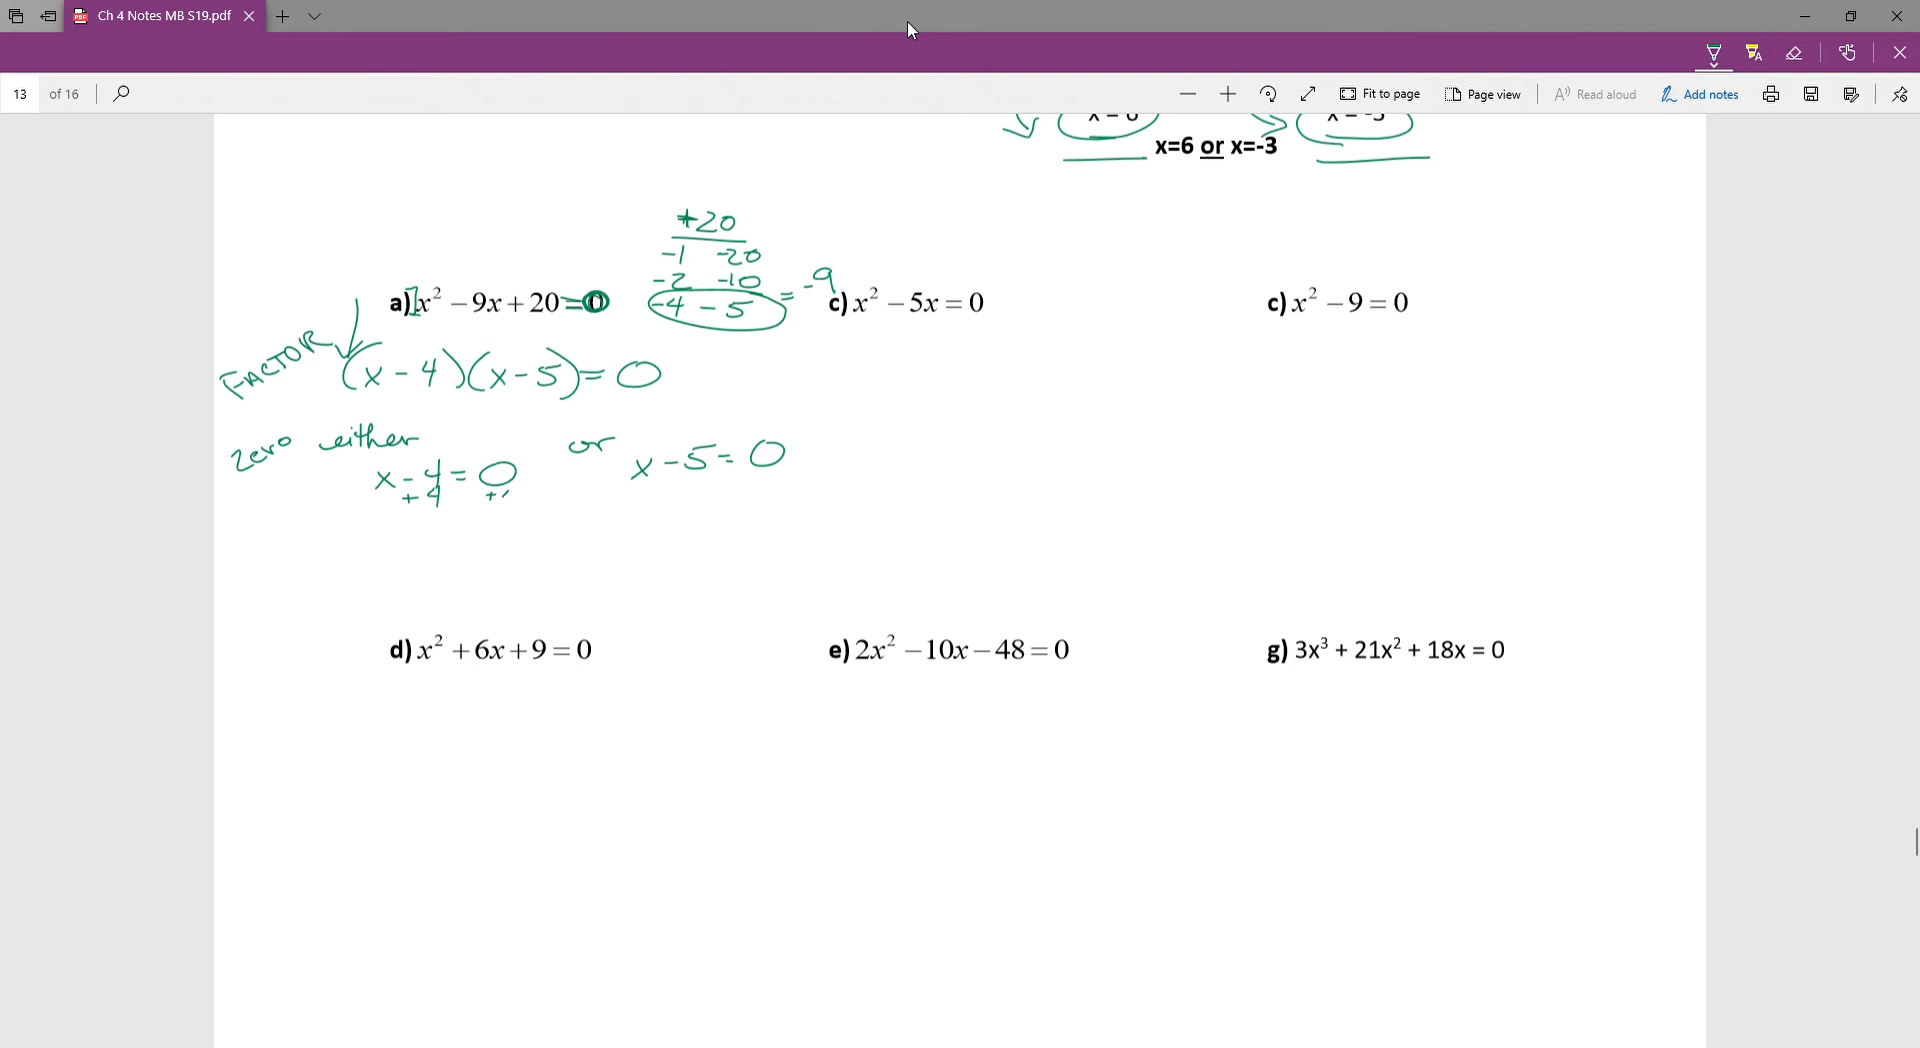 Ch 4 Notes MB S19.pdf
13 of 16
Fit to page
Page view
Read aloud
Add notes
x=6 or x=-3
+20
-1 -20
-2 -10
-4 -5 = -9
a) x² − 9x + 20 = 0
c) x² − 5x = 0
c) x² − 9 = 0
FACTOR (x - 4)(x - 5) = 0
zero either or
x - 4 = 0 x - 5 = 0
+ 4 +
d) x² + 6x + 9 = 0
e) 2x² − 10x − 48 = 0
g) 3x³ + 21x² + 18x = 0